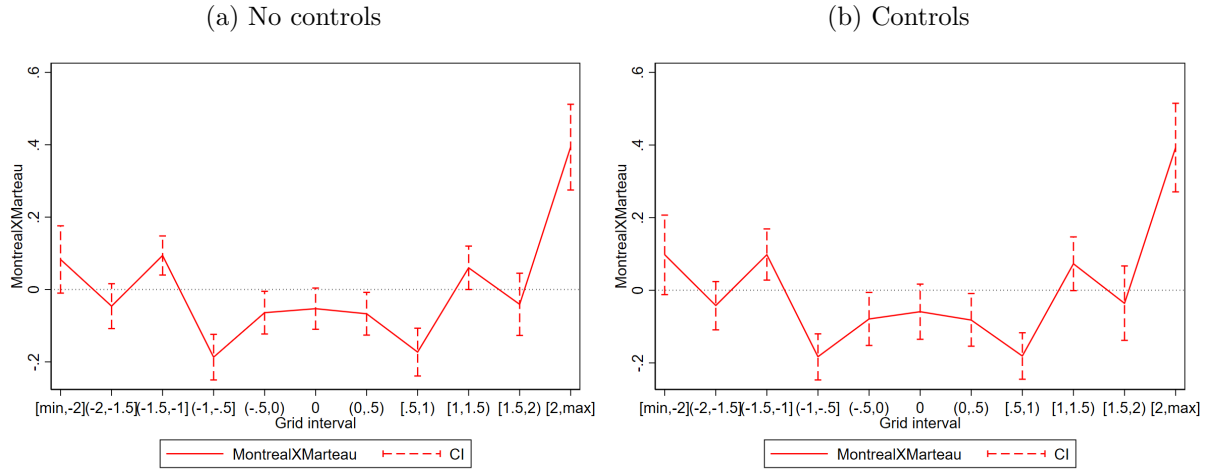 (a) No controls
MontrealXMarteau
.6
.4
.2
0
-.2
[min,-2]
(-2,-1.5]
(-1.5,-1]
(-1,-.5]
(-.5,0)
0
(0,.5)
[.5,1)
[1,1.5)
[1.5,2)
[2,max]
Grid interval
MontrealXMarteau
CI
(b) Controls
MontrealXMarteau
.6
.4
.2
0
-.2
[min,-2]
(-2,-1.5]
(-1.5,-1]
(-1,-.5]
(-.5,0)
0
(0,.5)
[.5,1)
[1,1.5)
[1.5,2)
[2,max]
Grid interval
MontrealXMarteau
CI